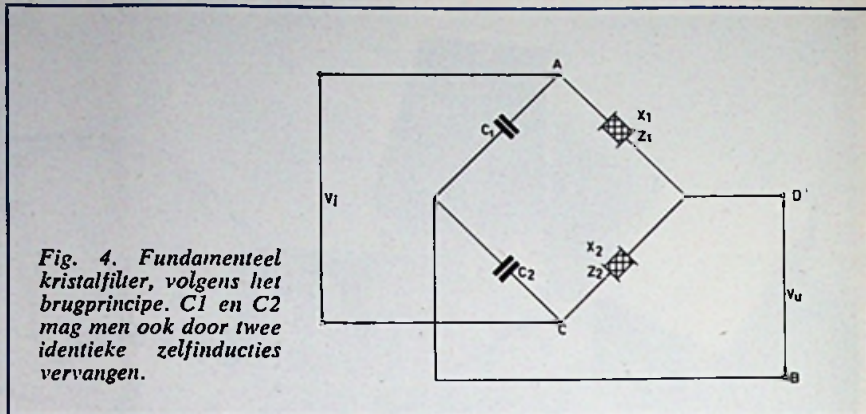 A
C1
X1
Z1
Vi
D
X2
Z2
C2
Vu
C
B
Fig. 4. Fundamenteel
kristalfilter, volgens het
brugprincipe. C1 en C2
mag men ook door twee
identieke zelfinducties
vervangen.